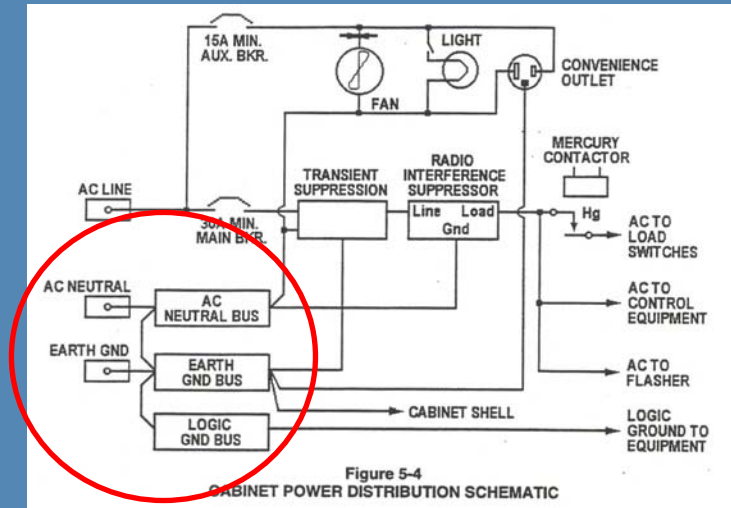 15A MIN.
AUX. BKR.
LIGHT
CONVENIENCE
OUTLET
FAN
MERCURY
CONTACTOR
TRANSIENT
SUPPRESSION
RADIO
INTERFERENCE
SUPPRESSOR
AC LINE
30A MIN.
MAIN BKR.
Line Load
Gnd
Hg
AC TO
LOAD
SWITCHES
AC NEUTRAL
AC
NEUTRAL BUS
AC TO
CONTROL
EQUIPMENT
EARTH GND
EARTH
GND BUS
AC TO
FLASHER
CABINET SHELL
LOGIC
GND BUS
LOGIC
GROUND TO
EQUIPMENT
Figure 5-4
CABINET POWER DISTRIBUTION SCHEMATIC